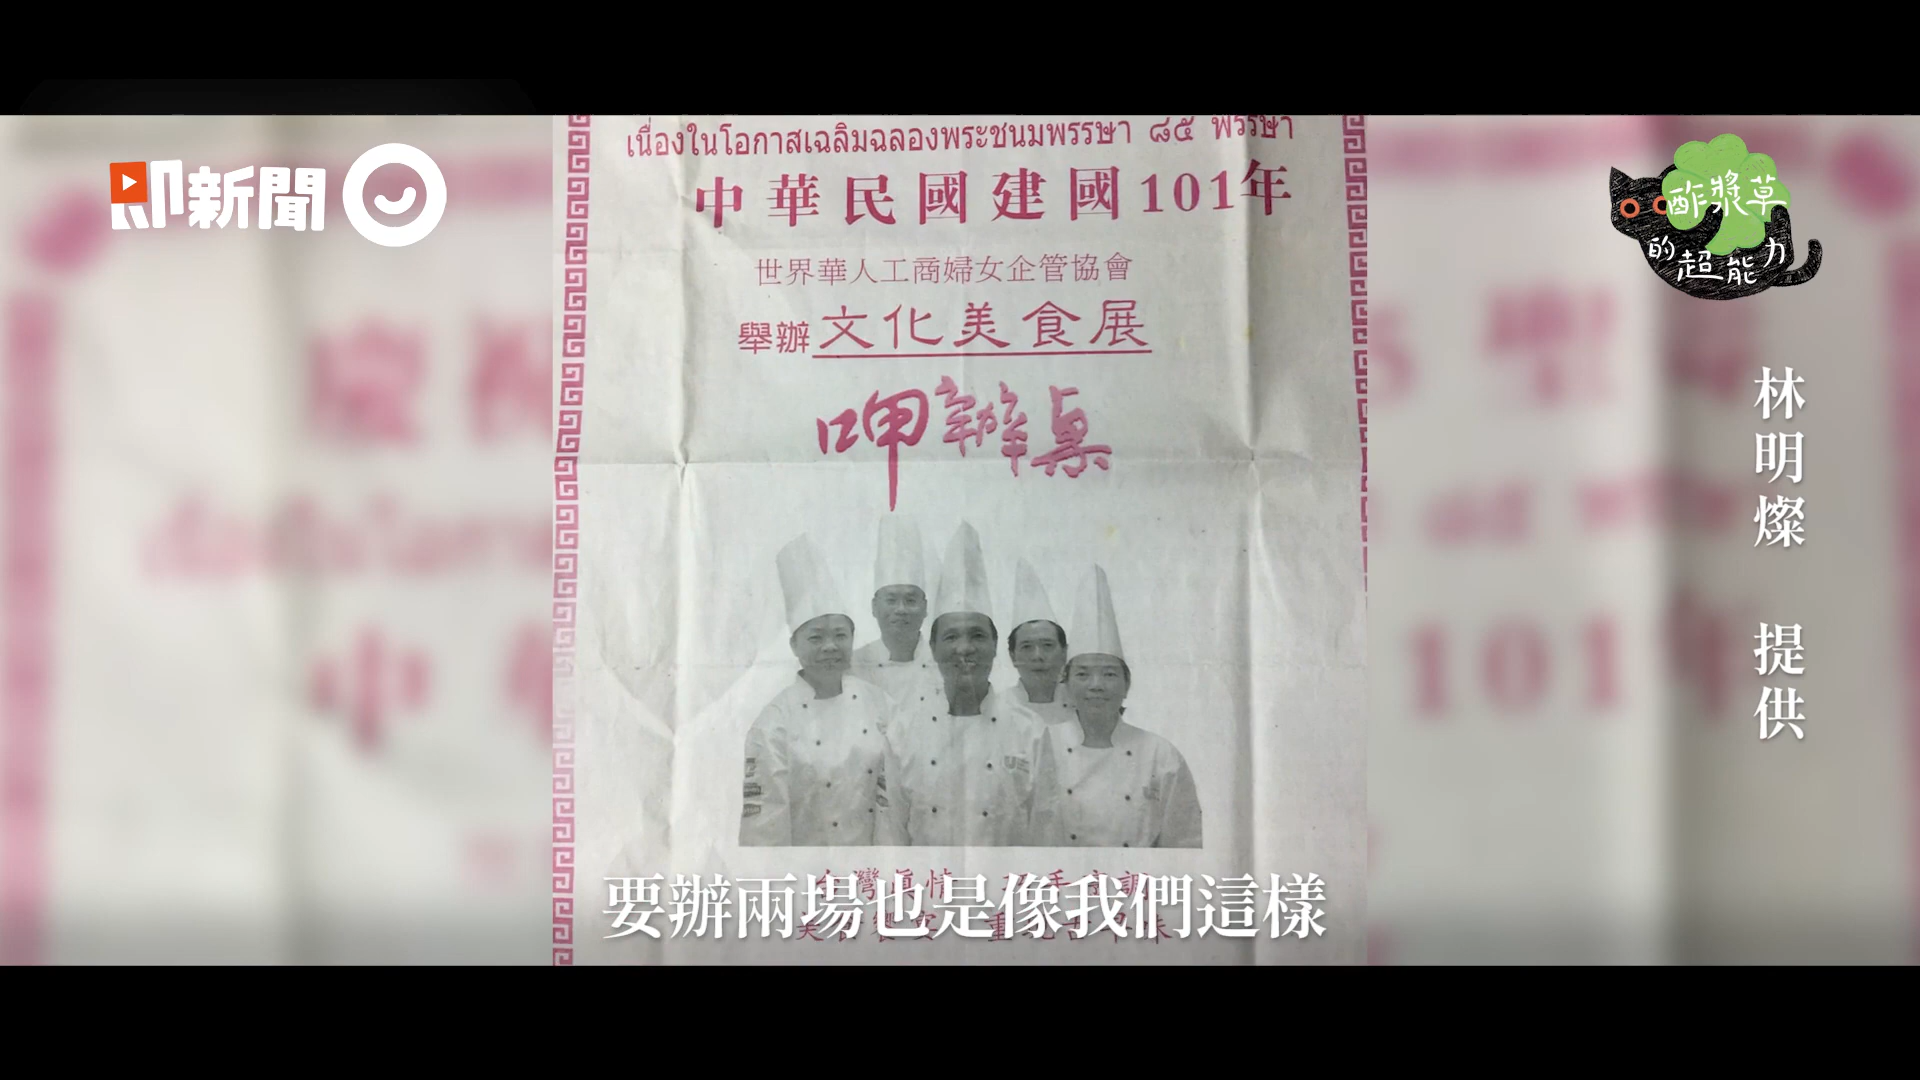 即新聞
酢漿草
的超能力
เนื่องในโอกาสเฉลิมฉลองพระชนมพรรษา ๘๕ พรรษา
中華民國建國101年
世界華人工商婦女企管協會
舉辦文化美食展
呷辦桌
林明燦 提供
要辦兩場也是像我們這樣